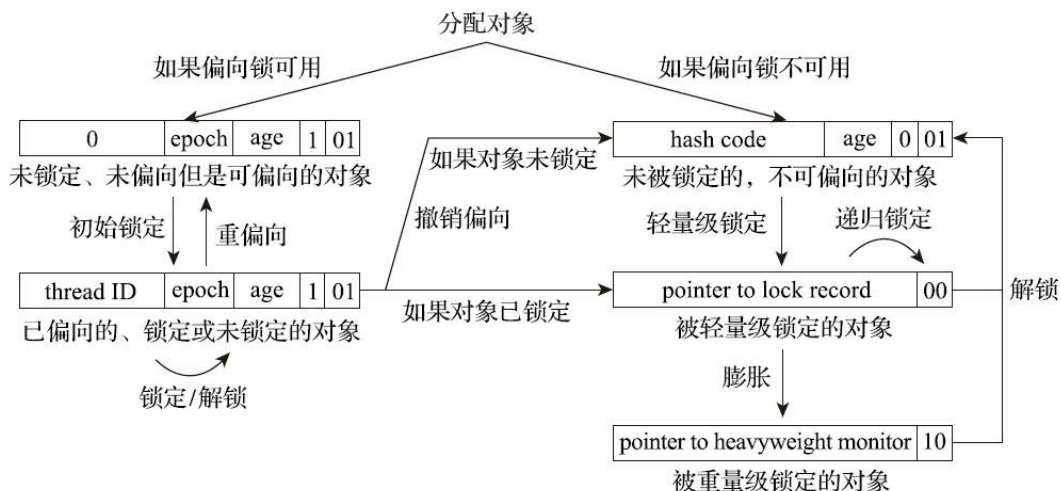 分配对象
如果偏向锁可用
如果偏向锁不可用
0 epoch age 1 01
未锁定、未偏向但是可偏向的对象
hash code age 0 01
未被锁定的，不可偏向的对象
如果对象未锁定
初始锁定
重偏向
撤销偏向
轻量级锁定
递归锁定
thread ID epoch age 1 01
已偏向的、锁定或未锁定的对象
如果对象已锁定
pointer to lock record 00
被轻量级锁定的对象
解锁
锁定/解锁
膨胀
pointer to heavyweight monitor 10
被重量级锁定的对象